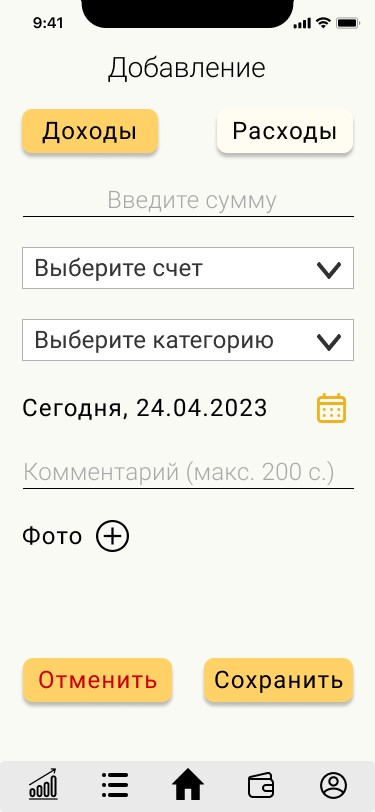 9:41
Добавление
Доходы
Расходы
Введите сумму
Выберите счет
Выберите категорию
Сегодня, 24.04.2023
Комментарий (макс. 200 с.)
Фото
Отменить
Сохранить